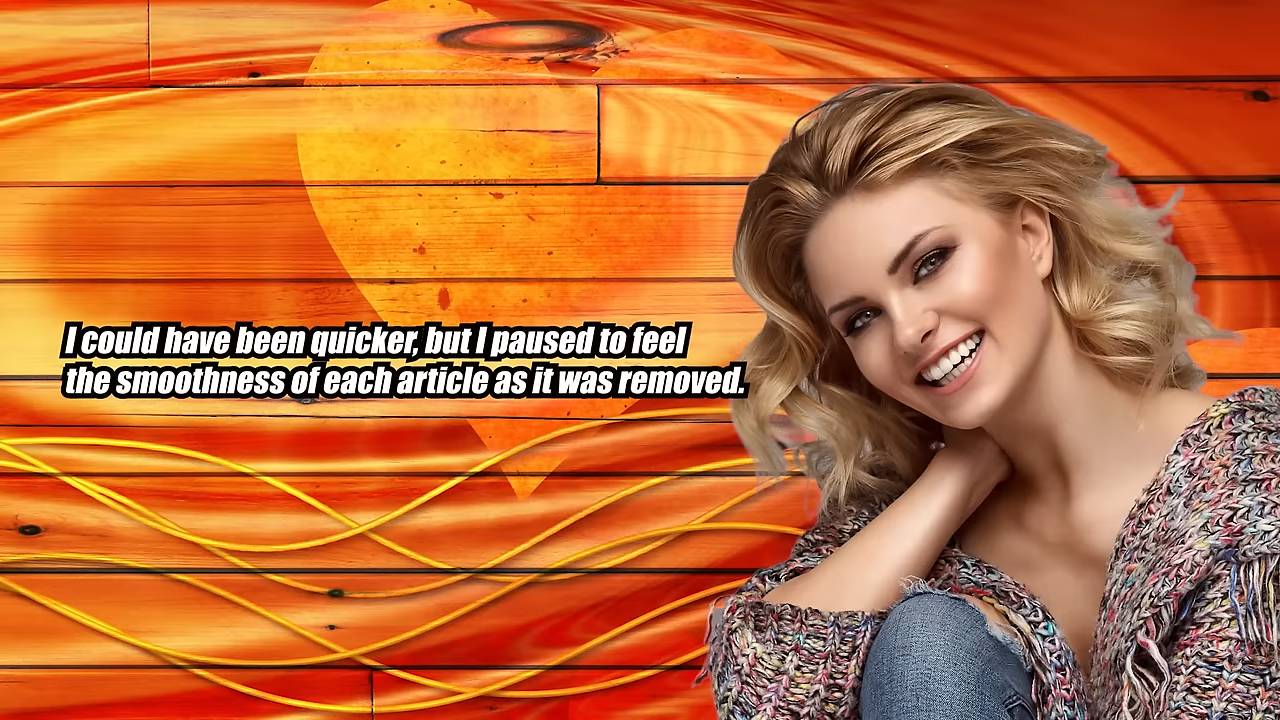 I could have been quicker, but I paused to feel
the smoothness of each article as it was removed.